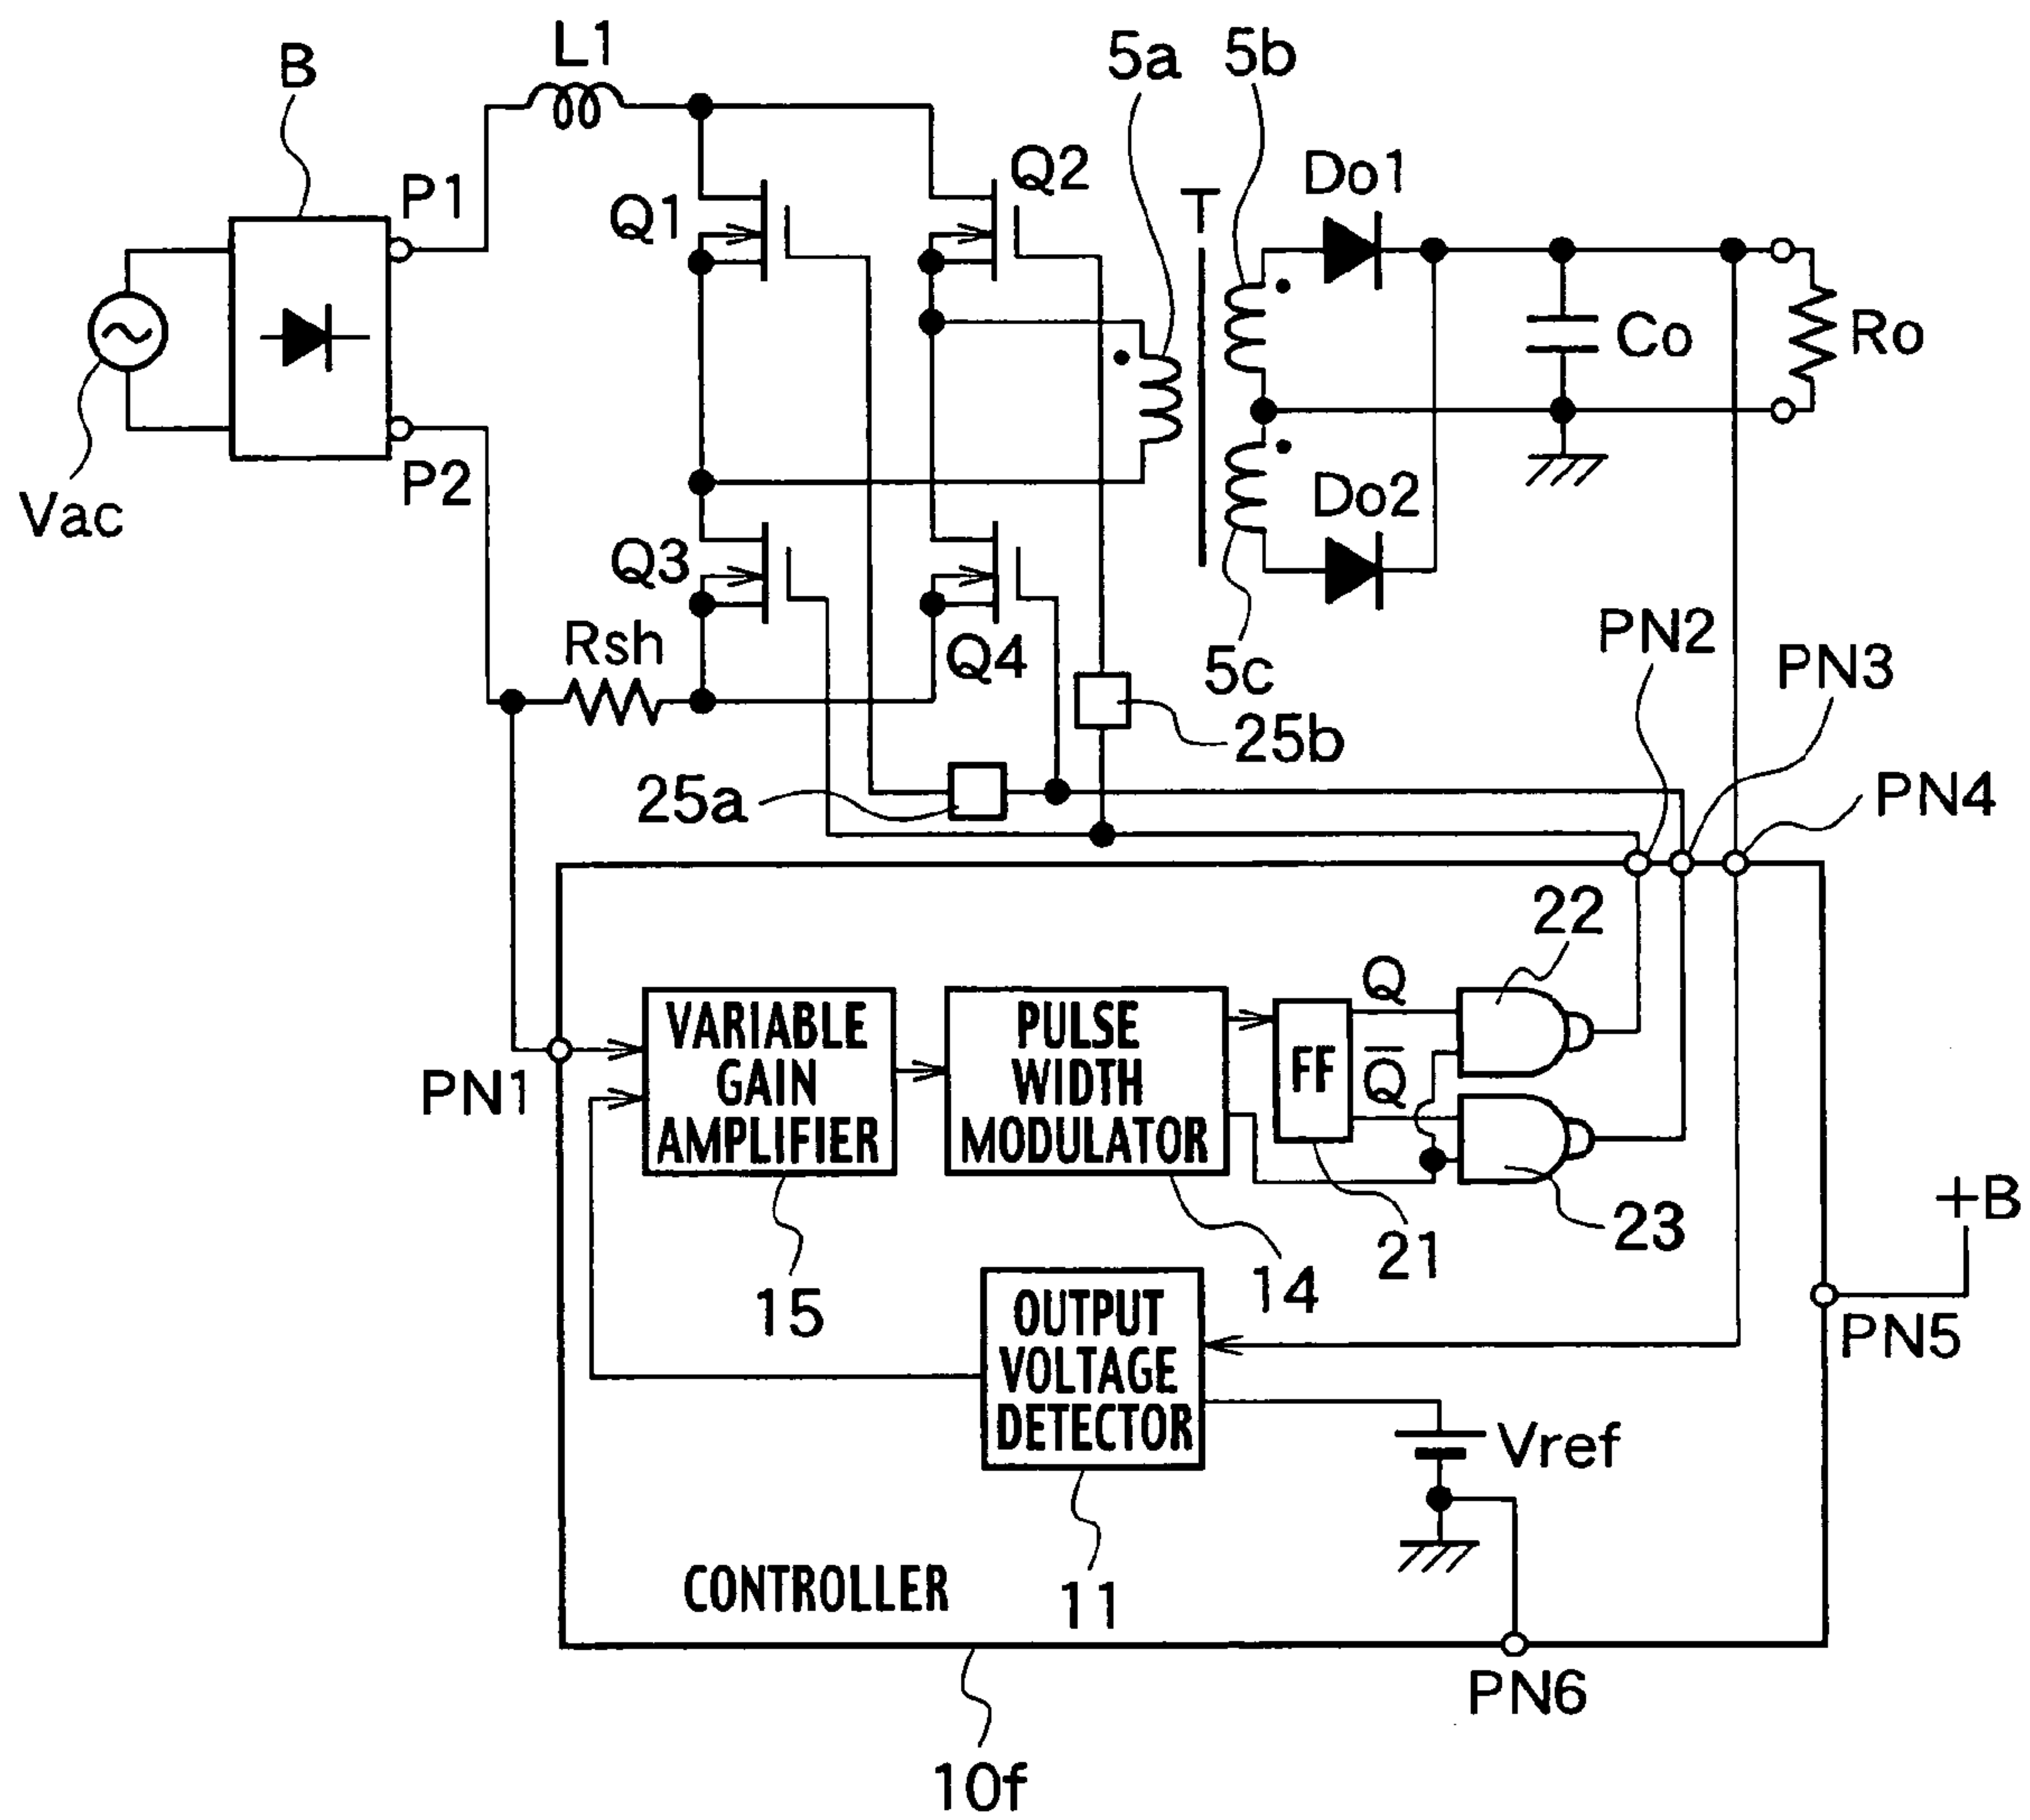 B
L1
5a
5b
P1
Q1
Q2
T
Do1
Co
Ro
Vac
P2
Q3
Do2
Rsh
Q4
5c
PN2
PN3
25b
25a
PN4
22
VARIABLE
GAIN
AMPLIFIER
PULSE
WIDTH
MODULATOR
FF
Q
Q̅
PN1
15
14
21
23
+B
PN5
OUTPUT
VOLTAGE
DETECTOR
Vref
11
CONTROLLER
PN6
10f